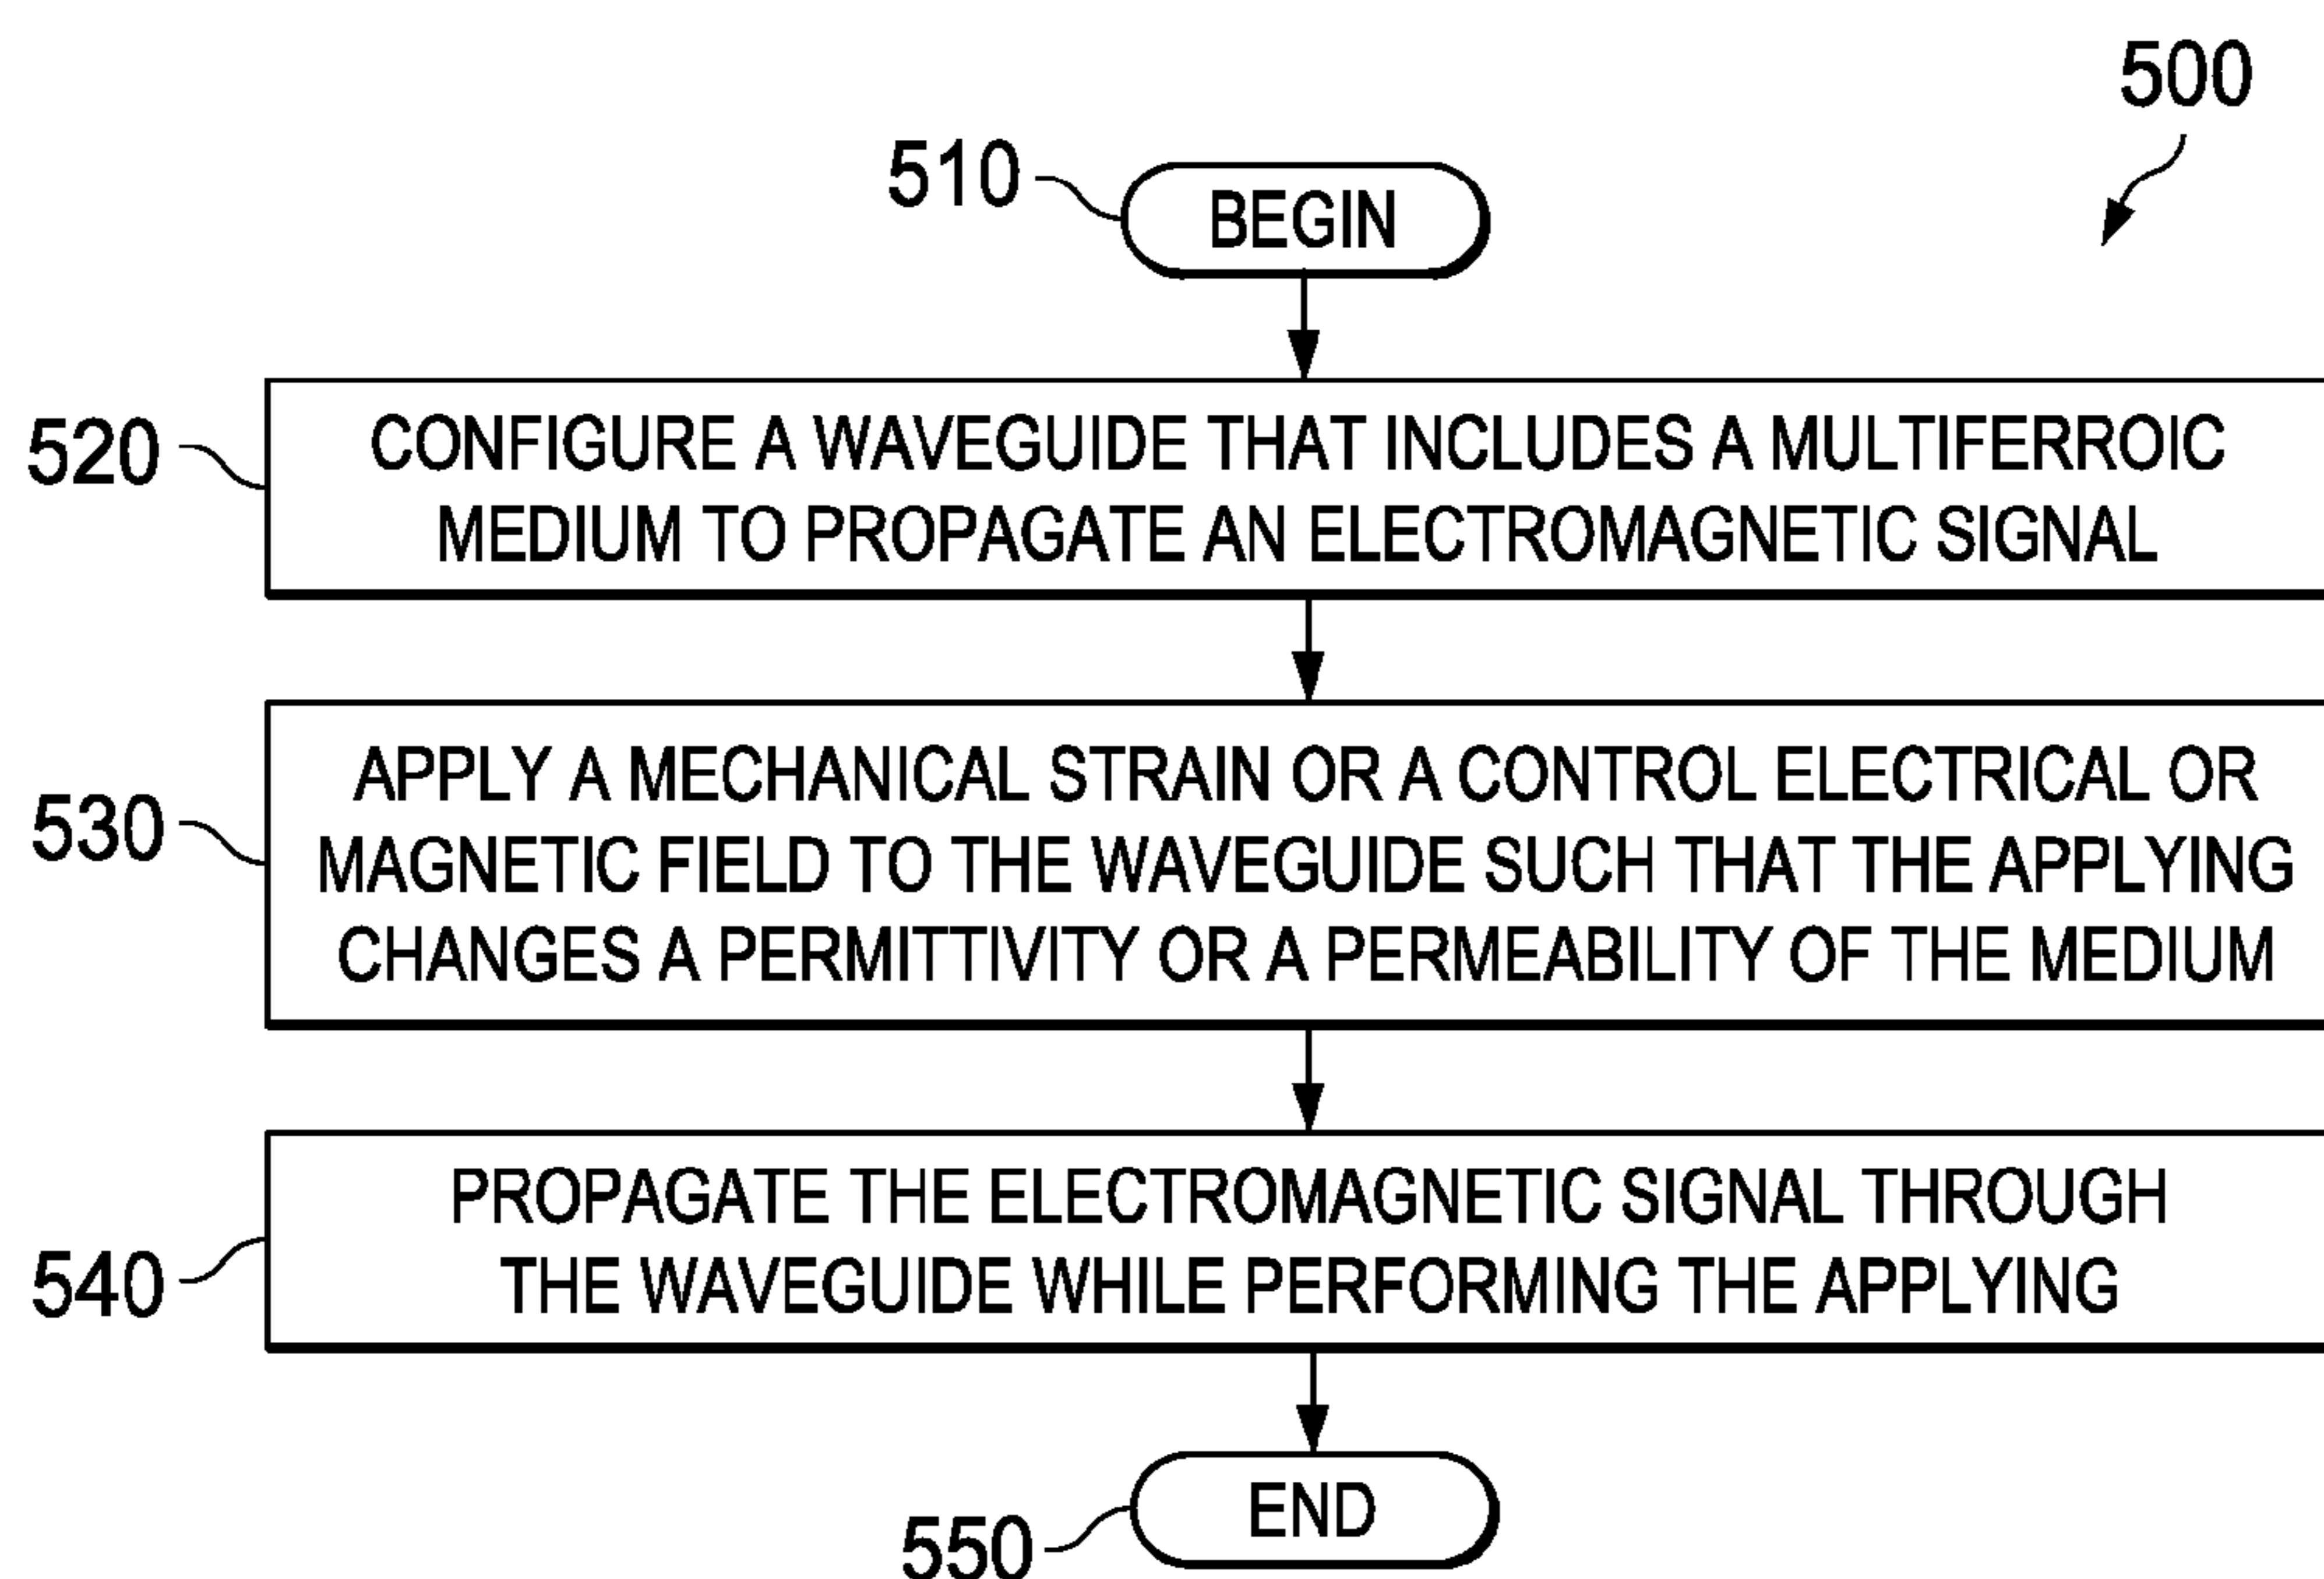 500
510
BEGIN
520
CONFIGURE A WAVEGUIDE THAT INCLUDES A MULTIFERROIC
MEDIUM TO PROPAGATE AN ELECTROMAGNETIC SIGNAL
530
APPLY A MECHANICAL STRAIN OR A CONTROL ELECTRICAL OR
MAGNETIC FIELD TO THE WAVEGUIDE SUCH THAT THE APPLYING
CHANGES A PERMITTIVITY OR A PERMEABILITY OF THE MEDIUM
540
PROPAGATE THE ELECTROMAGNETIC SIGNAL THROUGH
THE WAVEGUIDE WHILE PERFORMING THE APPLYING
550
END